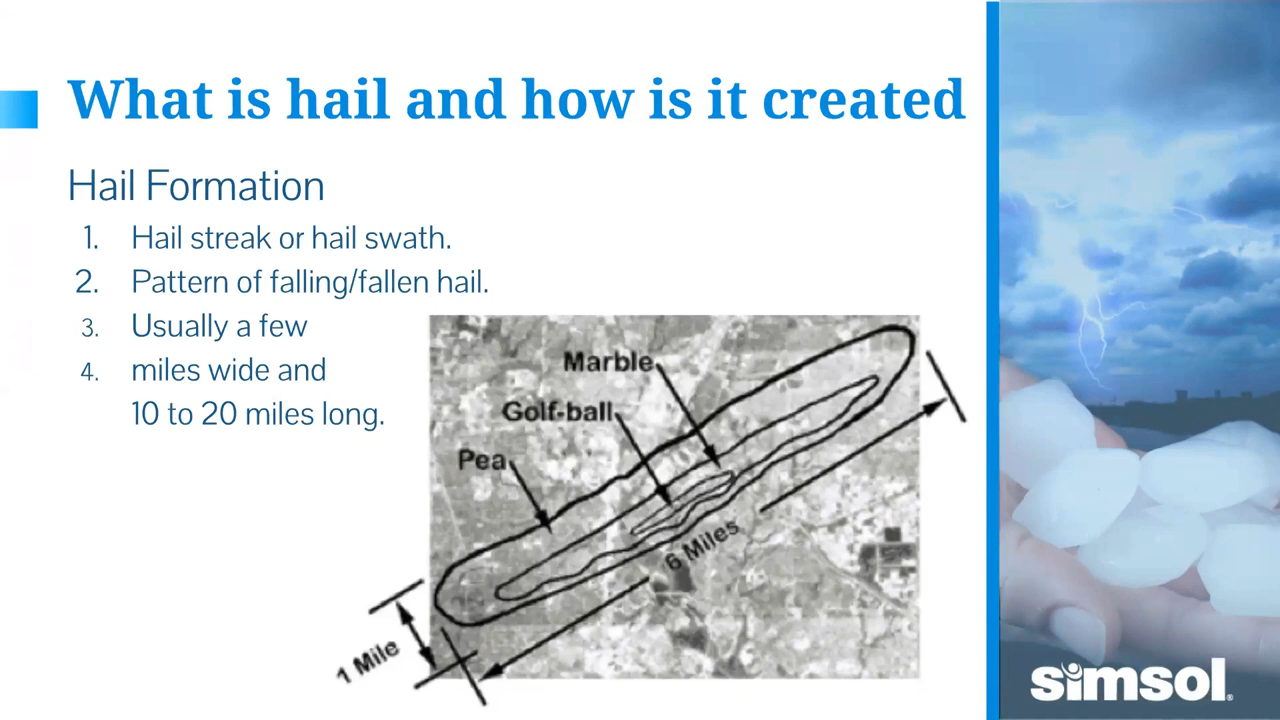 What is hail and how is it created
Hail Formation
1. Hail streak or hail swath.
2. Pattern of falling/fallen hail.
3. Usually a few
4. miles wide and
10 to 20 miles long.
Marble
Golf-ball
Pea
6 Miles
1 Mile
simsol®